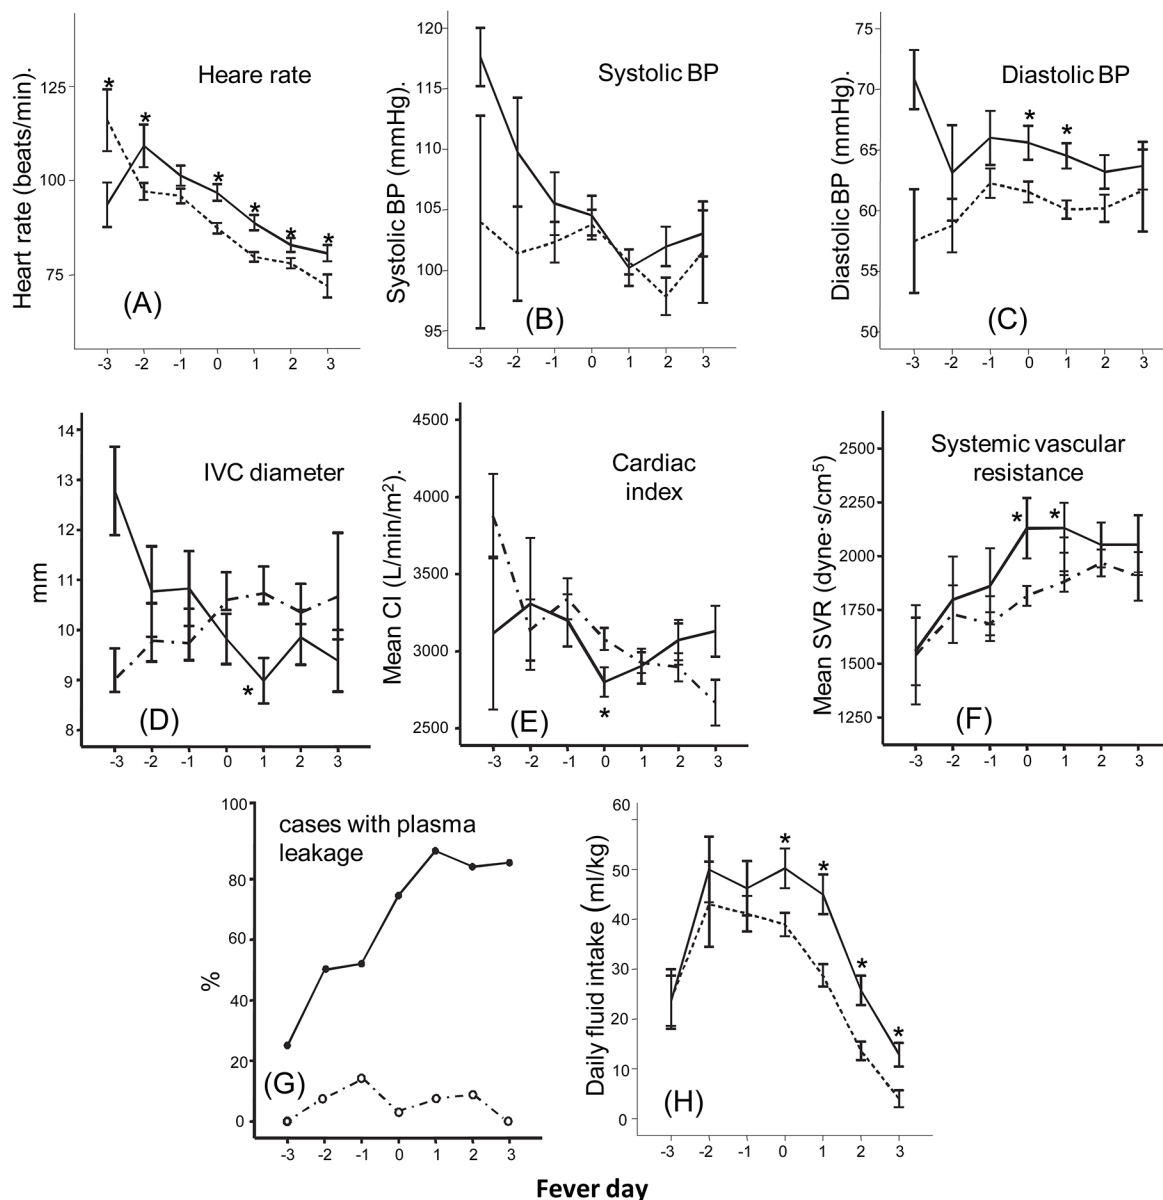 Heart rate (beats/min).
125
100
75
*
*
*
*
*
*
Heare rate
(A)
-3 -2 -1 0 1 2 3
Systolic BP (mmHg).
120
115
110
105
100
95
Systolic BP
(B)
-3 -2 -1 0 1 2 3
Diastolic BP (mmHg).
75
70
65
60
55
50
Diastolic BP
*
*
(C)
-3 -2 -1 0 1 2 3
mm
14
13
12
11
10
9
8
IVC diameter
*
(D)
-3 -2 -1 0 1 2 3
Mean CI (L/min/m²).
4500
4000
3500
3000
2500
Cardiac
index
*
(E)
-3 -2 -1 0 1 2 3
Mean SVR (dyne·s/cm⁵)
2500
2250
2000
1750
1500
1250
Systemic vascular
resistance
*
*
(F)
-3 -2 -1 0 1 2 3
%
100
80
60
40
20
0
cases with plasma
leakage
(G)
-3 -2 -1 0 1 2 3
Daily fluid intake (ml/kg)
60
50
40
30
20
10
0
*
*
*
*
(H)
-3 -2 -1 0 1 2 3
Fever day